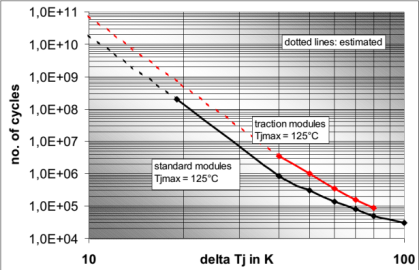 1,0E+11
1,0E+10
1,0E+09
1,0E+08
1,0E+07
1,0E+06
1,0E+05
1,0E+04
no. of cycles
dotted lines: estimated
traction modules
Tjmax = 125°C
standard modules
Tjmax = 125°C
10
delta Tj in K
100